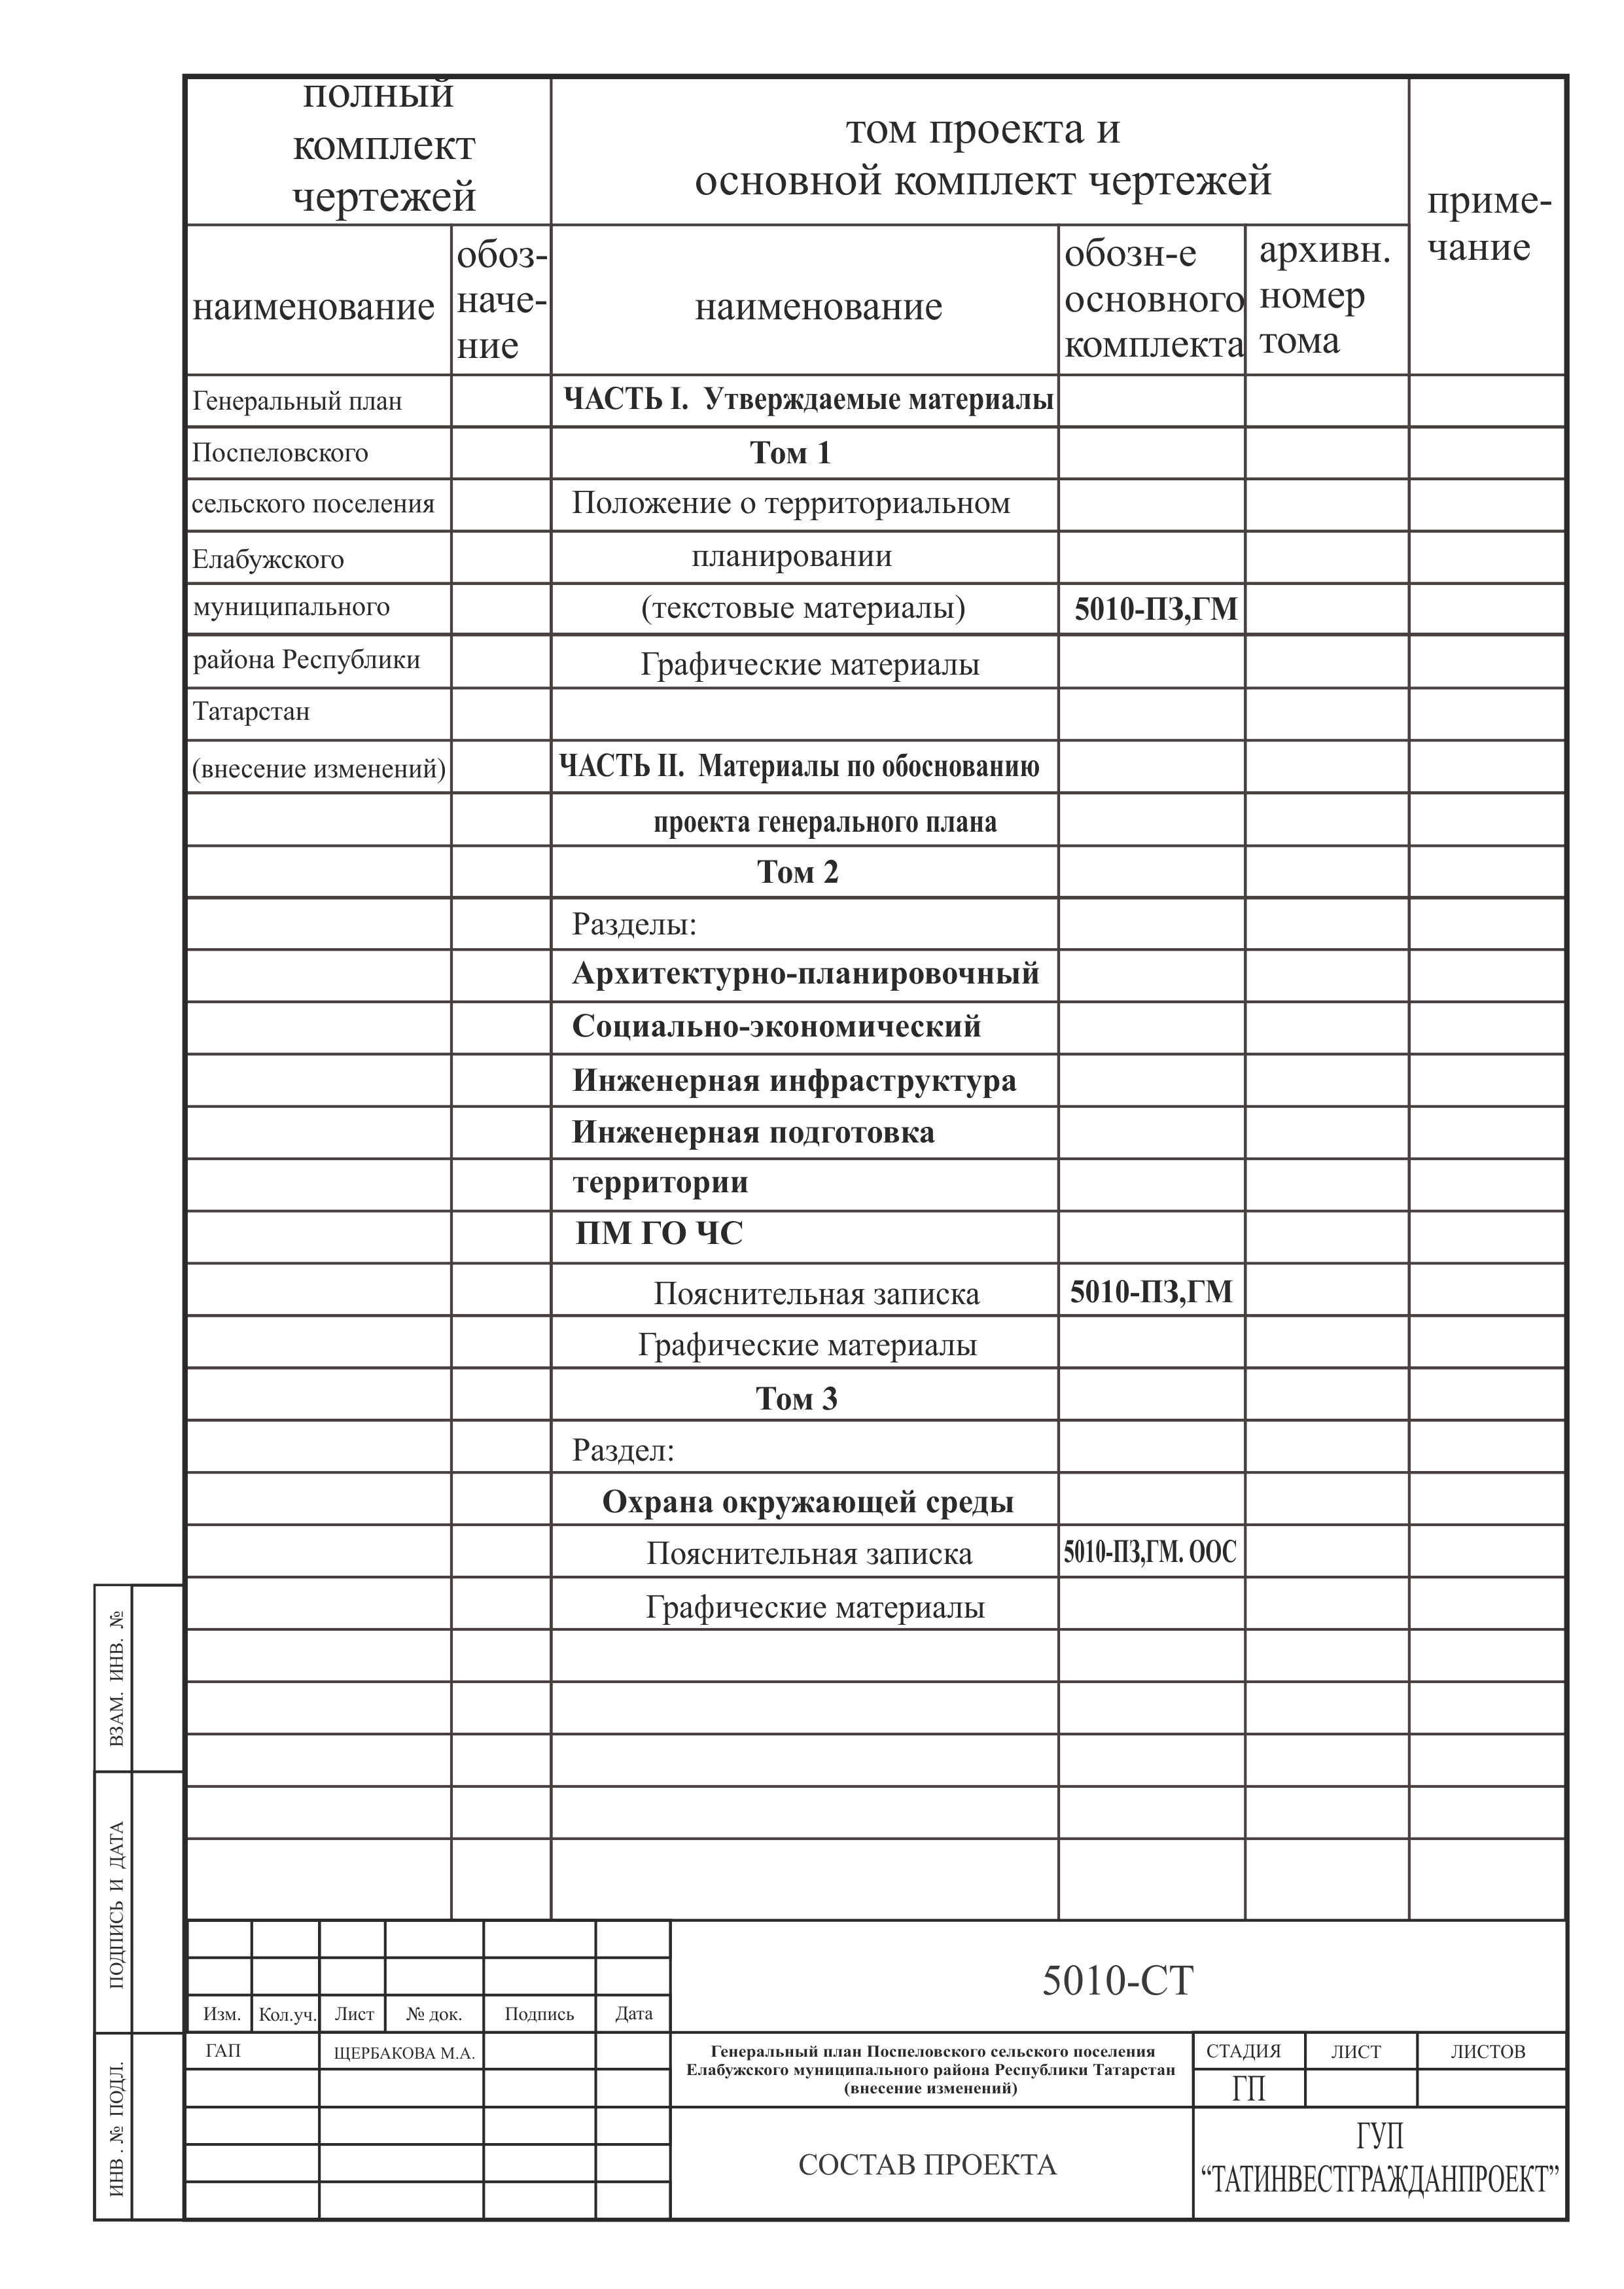 полный
комплект
чертежей
том проекта и
основной комплект чертежей
приме-
чание
наименование
обоз-
наче-
ние
наименование
обозн-е
основного
комплекта
архивн.
номер
тома
Генеральный план
ЧАСТЬ I. Утверждаемые материалы
Поспеловского
Том 1
сельского поселения
Положение о территориальном
Елабужского
планировании
муниципального
(текстовые материалы)
5010-ПЗ,ГМ
района Республики
Графические материалы
Татарстан
(внесение изменений)
ЧАСТЬ II. Материалы по обоснованию
проекта генерального плана
Том 2
Разделы:
Архитектурно-планировочный
Социально-экономический
Инженерная инфраструктура
Инженерная подготовка
территории
ПМ ГО ЧС
Пояснительная записка
5010-ПЗ,ГМ
Графические материалы
Том 3
Раздел:
Охрана окружающей среды
Пояснительная записка
5010-ПЗ,ГМ. ООС
Графические материалы
ВЗАМ. ИНВ. №
ПОДПИСЬ И ДАТА
ИНВ . № ПОДЛ.
5010-СТ
Изм.
Кол.уч.
Лист
№ док.
Подпись
Дата
ГАП
ЩЕРБАКОВА М.А.
Генеральный план Поспеловского сельского поселения
Елабужского муниципального района Республики Татарстан
(внесение изменений)
СТАДИЯ
ЛИСТ
ЛИСТОВ
ГП
СОСТАВ ПРОЕКТА
ГУП
“ТАТИНВЕСТГРАЖДАНПРОЕКТ”